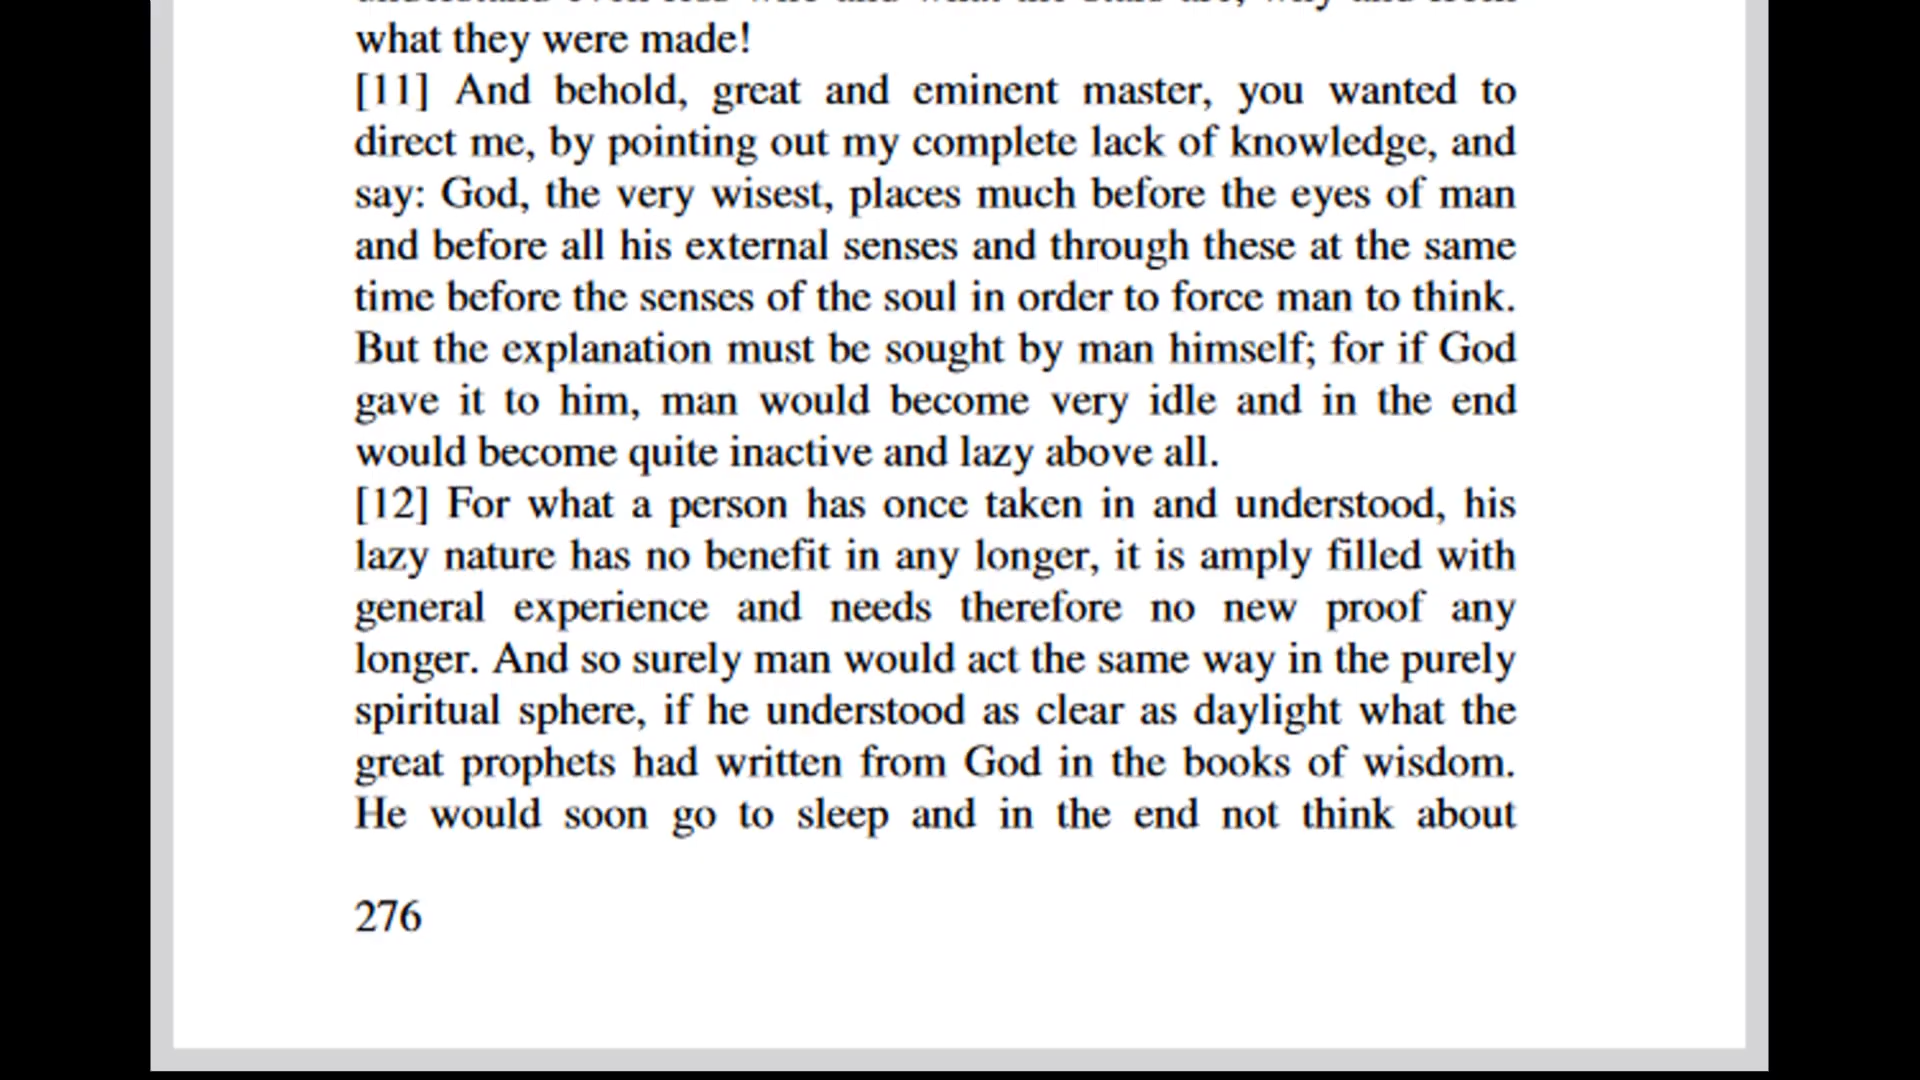 what they were made!
[11] And behold, great and eminent master, you wanted to
direct me, by pointing out my complete lack of knowledge, and
say: God, the very wisest, places much before the eyes of man
and before all his external senses and through these at the same
time before the senses of the soul in order to force man to think.
But the explanation must be sought by man himself; for if God
gave it to him, man would become very idle and in the end
would become quite inactive and lazy above all.
[12] For what a person has once taken in and understood, his
lazy nature has no benefit in any longer, it is amply filled with
general experience and needs therefore no new proof any
longer. And so surely man would act the same way in the purely
spiritual sphere, if he understood as clear as daylight what the
great prophets had written from God in the books of wisdom.
He would soon go to sleep and in the end not think about
276